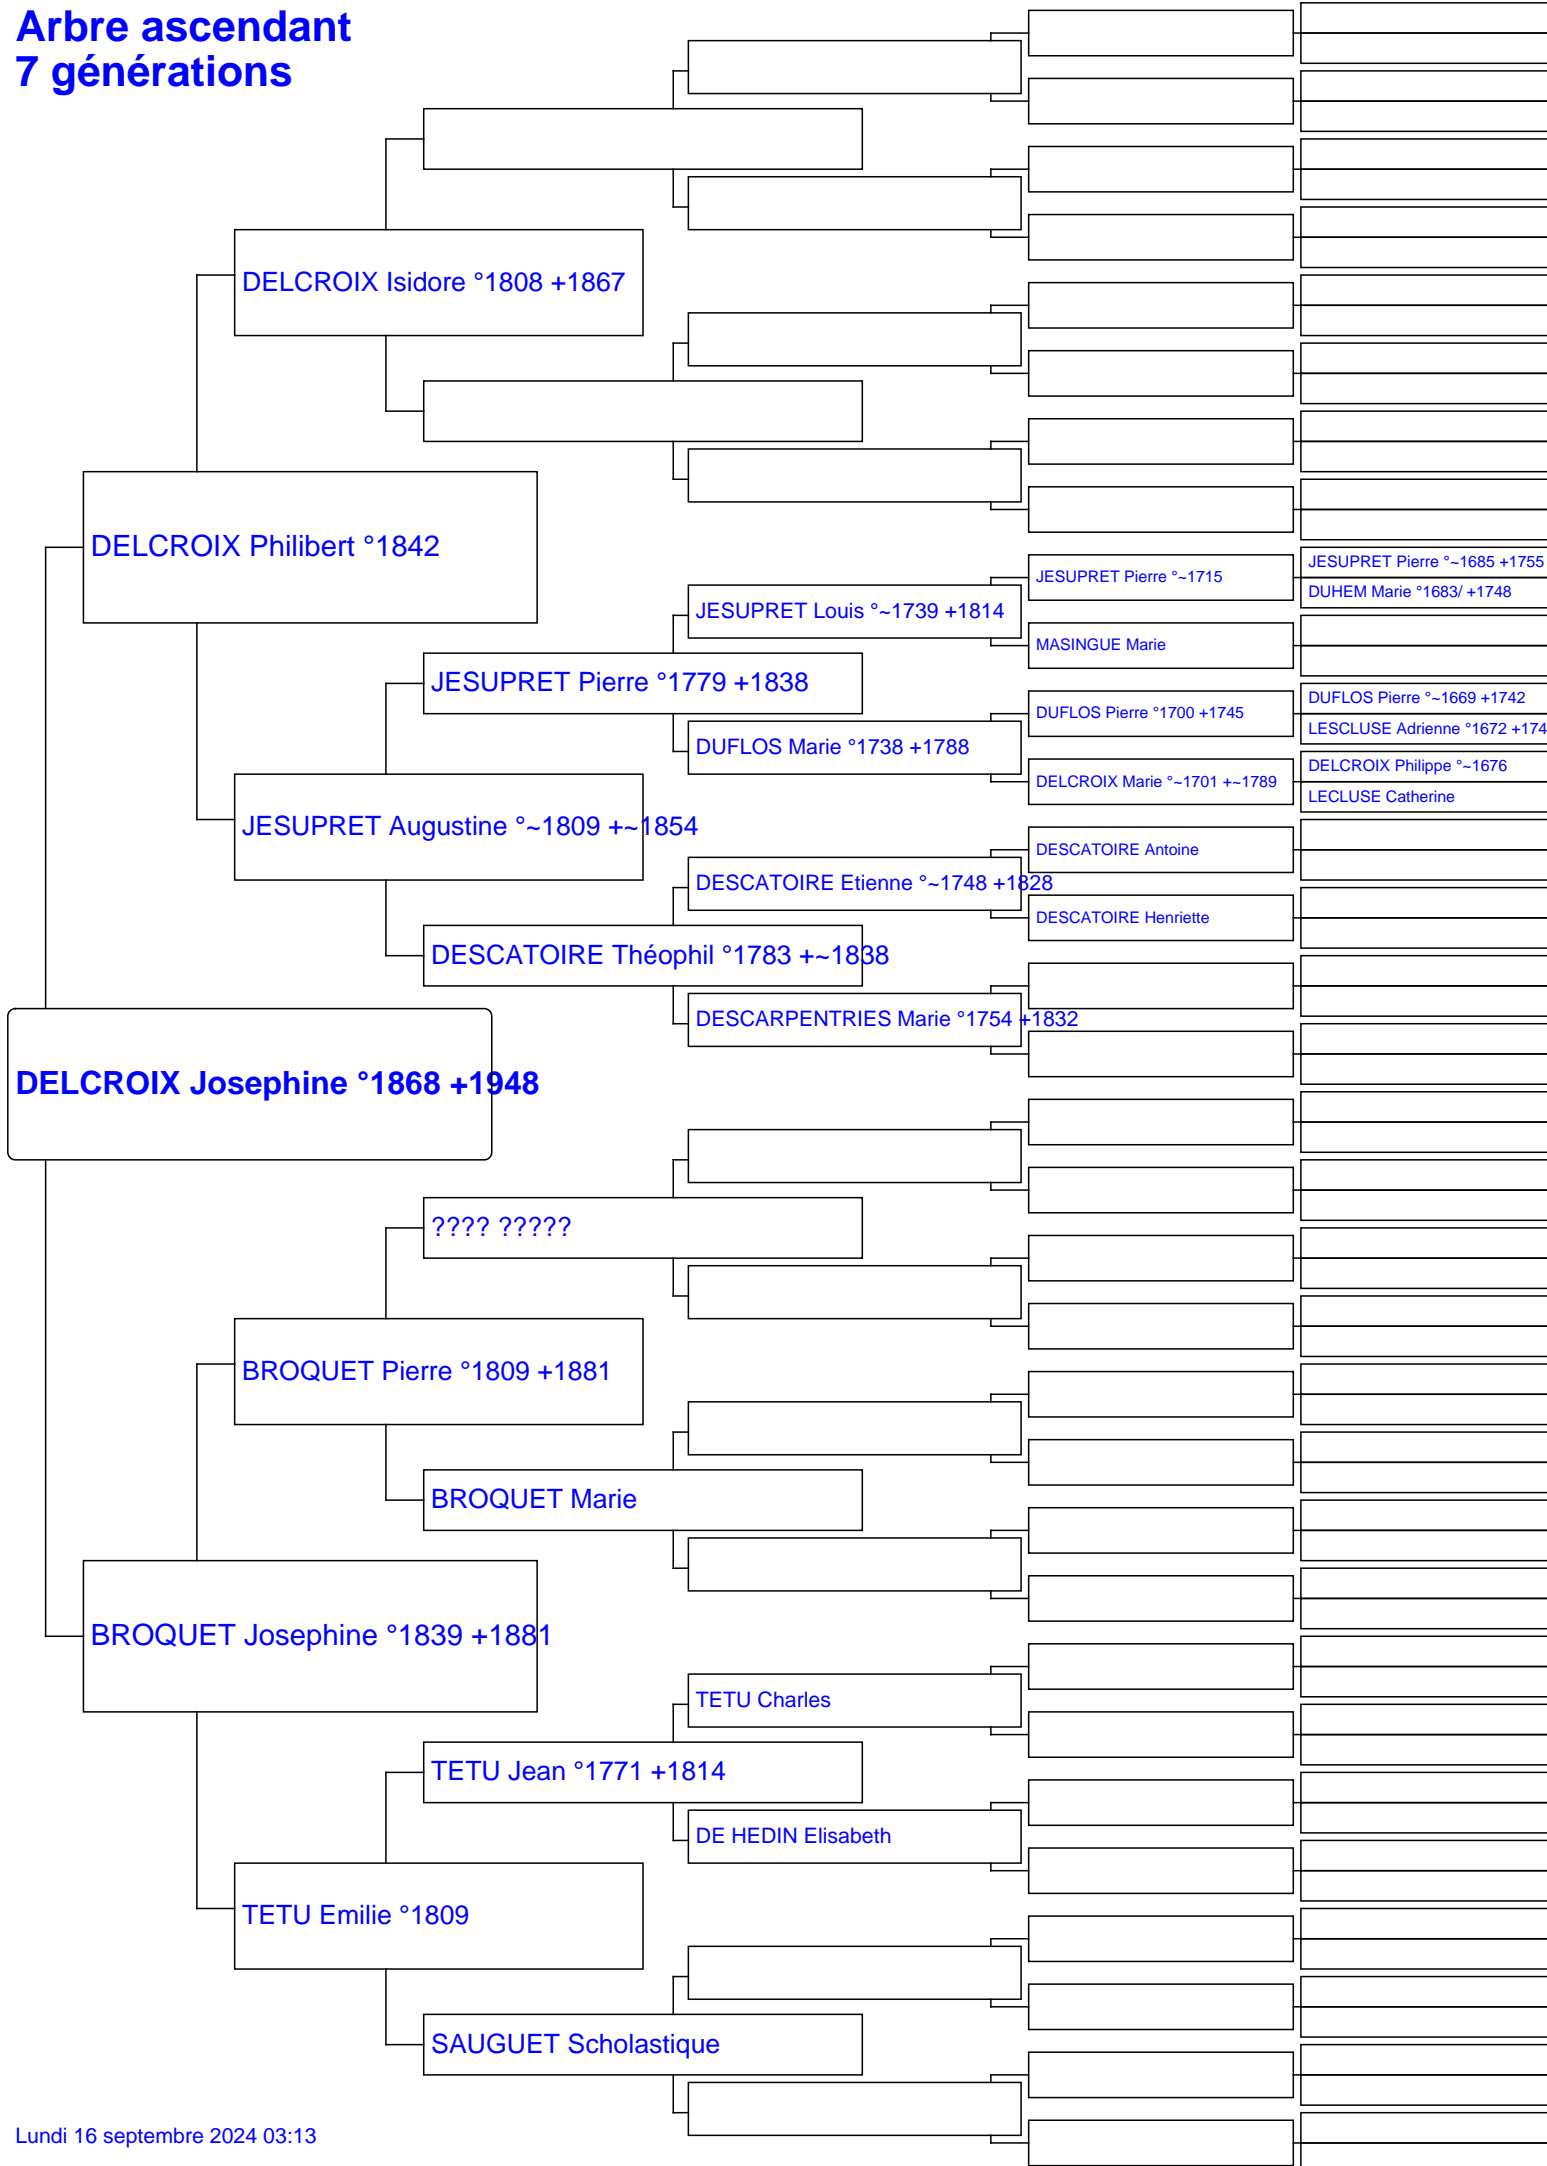 Arbre ascendant
7 générations
DELCROIX Isidore °1808 +1867
DELCROIX Philibert °1842
JESUPRET Pierre °~1685 +1755
JESUPRET Pierre °~1715
DUHEM Marie °1683/ +1748
JESUPRET Louis °~1739 +1814
MASINGUE Marie
JESUPRET Pierre °1779 +1838
DUFLOS Pierre °~1669 +1742
DUFLOS Pierre °1700 +1745
LESCLUSE Adrienne °1672 +174
DUFLOS Marie °1738 +1788
DELCROIX Philippe °~1676
DELCROIX Marie °~1701 +~1789
LECLUSE Catherine
JESUPRET Augustine °~1809 +~1854
DESCATOIRE Antoine
DESCATOIRE Etienne °~1748 +1828
DESCATOIRE Henriette
DESCATOIRE Théophil °1783 +~1838
DESCARPENTRIES Marie °1754 +1832
DELCROIX Josephine °1868 +1948
???? ?????
BROQUET Pierre °1809 +1881
BROQUET Marie
BROQUET Josephine °1839 +1881
TETU Charles
TETU Jean °1771 +1814
DE HEDIN Elisabeth
TETU Emilie °1809
SAUGUET Scholastique
Lundi 16 septembre 2024 03:13